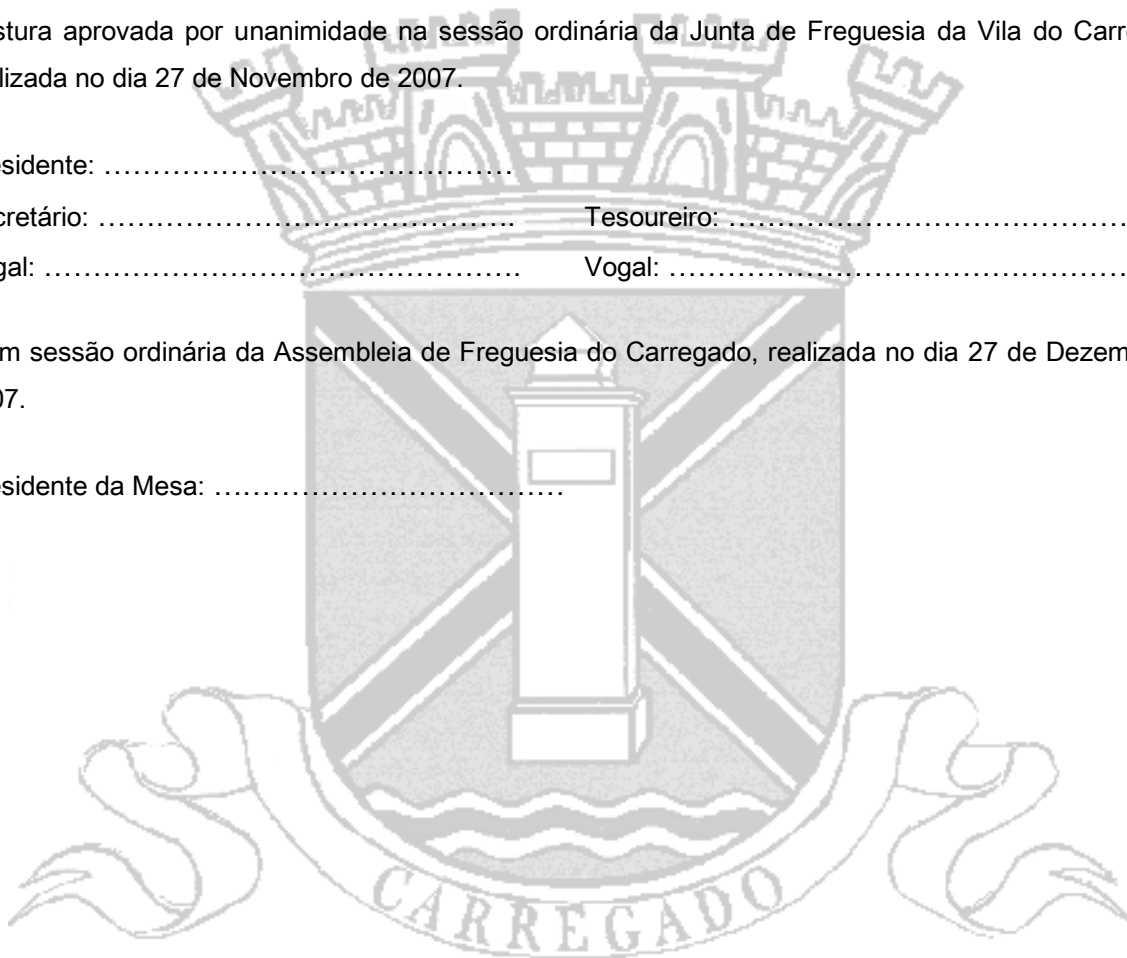 stura aprovada por unanimidade na sessão ordinária da Junta de Freguesia da Vila do Carre
lizada no dia 27 de Novembro de 2007.
esidente: ……………………………………
cretário: ……………………………………. Tesoureiro: ……………………………………
gal: …………………………………………. Vogal: …………………………………………
m sessão ordinária da Assembleia de Freguesia do Carregado, realizada no dia 27 de Dezem
07.
esidente da Mesa: ………………………………
CARREGADO